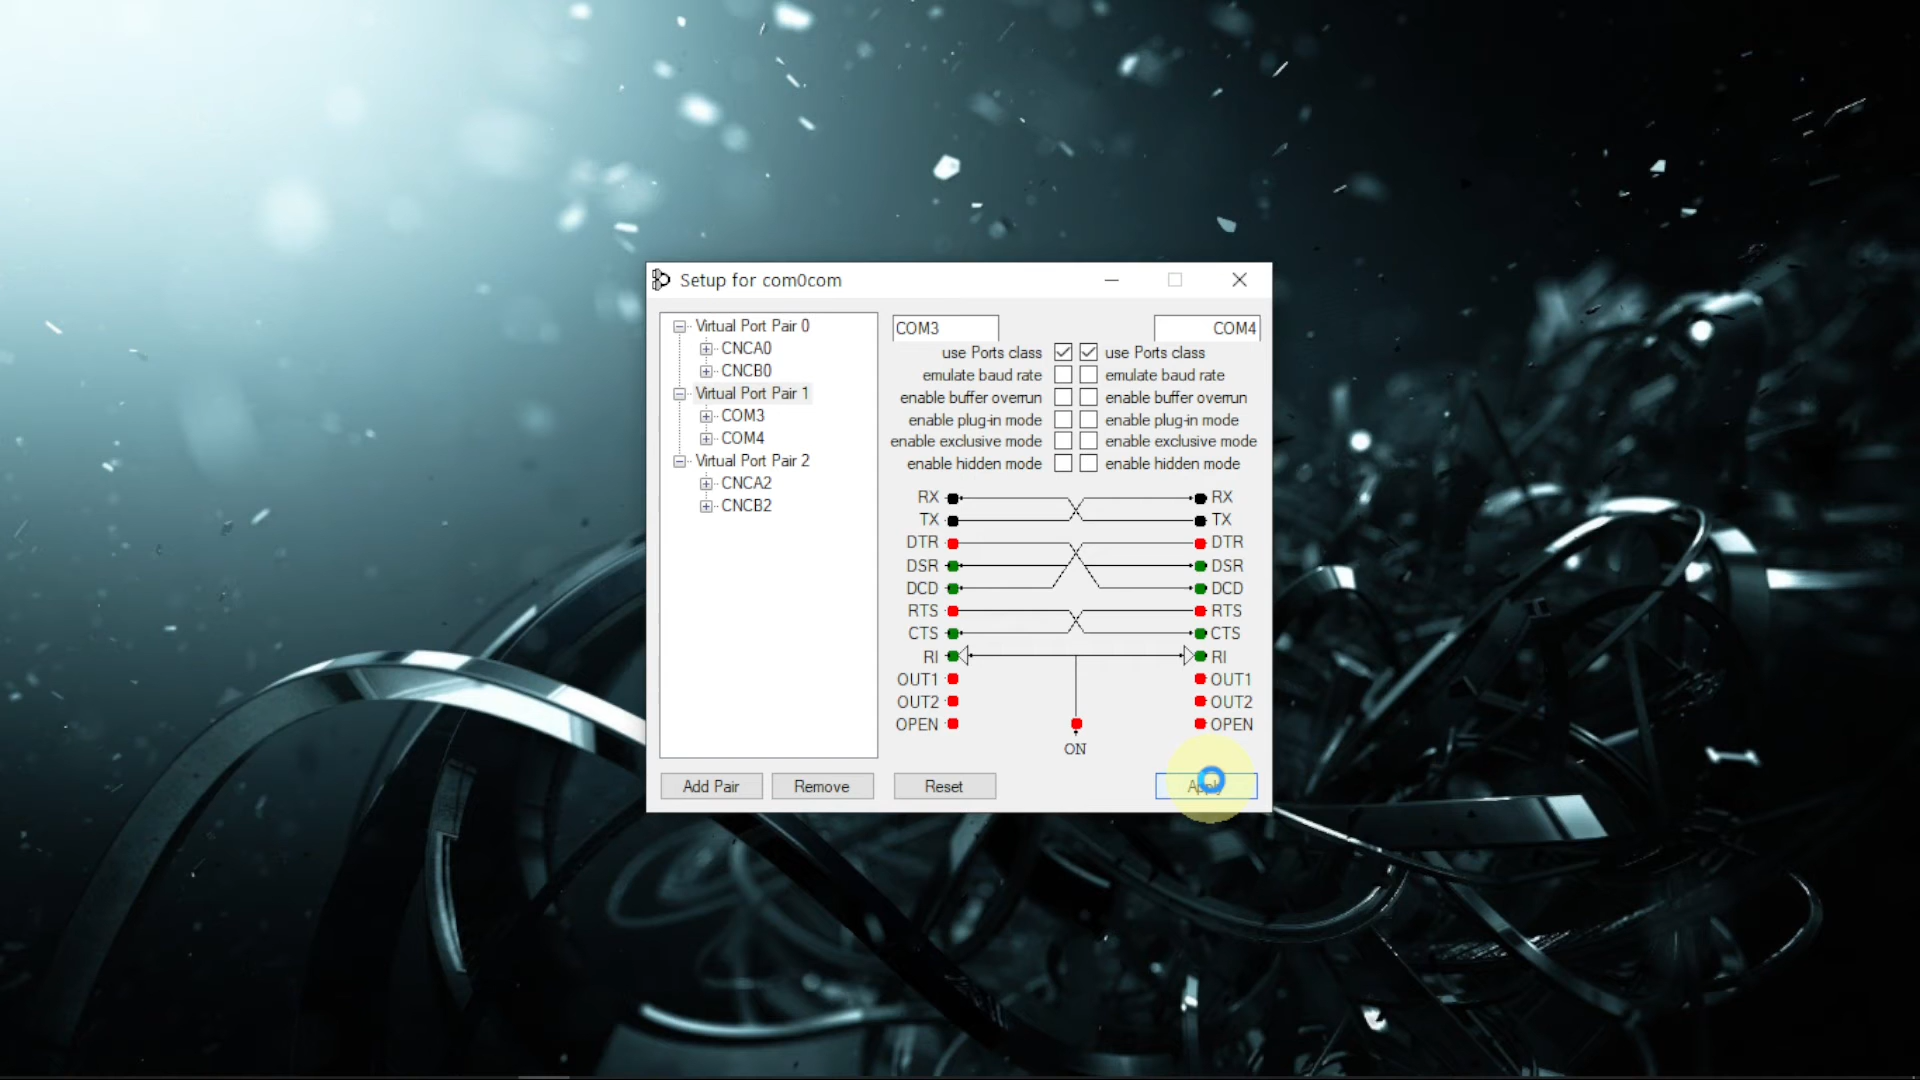 Setup for com0com
Virtual Port Pair 0
CNCA0
CNCB0
Virtual Port Pair 1
COM3
COM4
Virtual Port Pair 2
CNCA2
CNCB2
COM3 COM4
use Ports class use Ports class
emulate baud rate emulate baud rate
enable buffer overrun enable buffer overrun
enable plug-in mode enable plug-in mode
enable exclusive mode enable exclusive mode
enable hidden mode enable hidden mode
RX RX
TX TX
DTR DTR
DSR DSR
DCD DCD
RTS RTS
CTS CTS
RI RI
OUT1 OUT1
OUT2 OUT2
OPEN OPEN
ON
Add Pair Remove Reset Apply